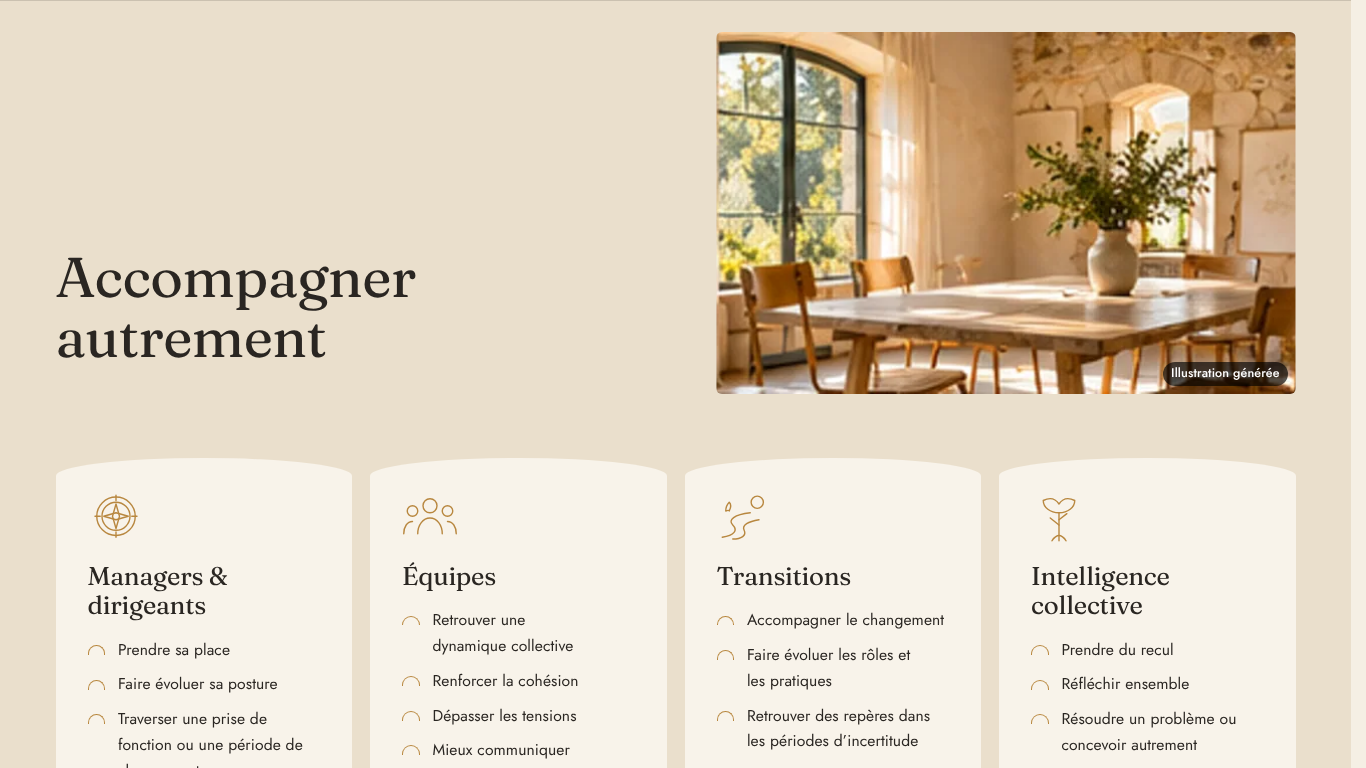 Accompagner
autrement
Illustration générée
Managers &
dirigeants
Prendre sa place
Faire évoluer sa posture
Traverser une prise de
fonction ou une période de
Équipes
Retrouver une
dynamique collective
Renforcer la cohésion
Dépasser les tensions
Mieux communiquer
Transitions
Accompagner le changement
Faire évoluer les rôles et
les pratiques
Retrouver des repères dans
les périodes d’incertitude
Intelligence
collective
Prendre du recul
Réfléchir ensemble
Résoudre un problème ou
concevoir autrement